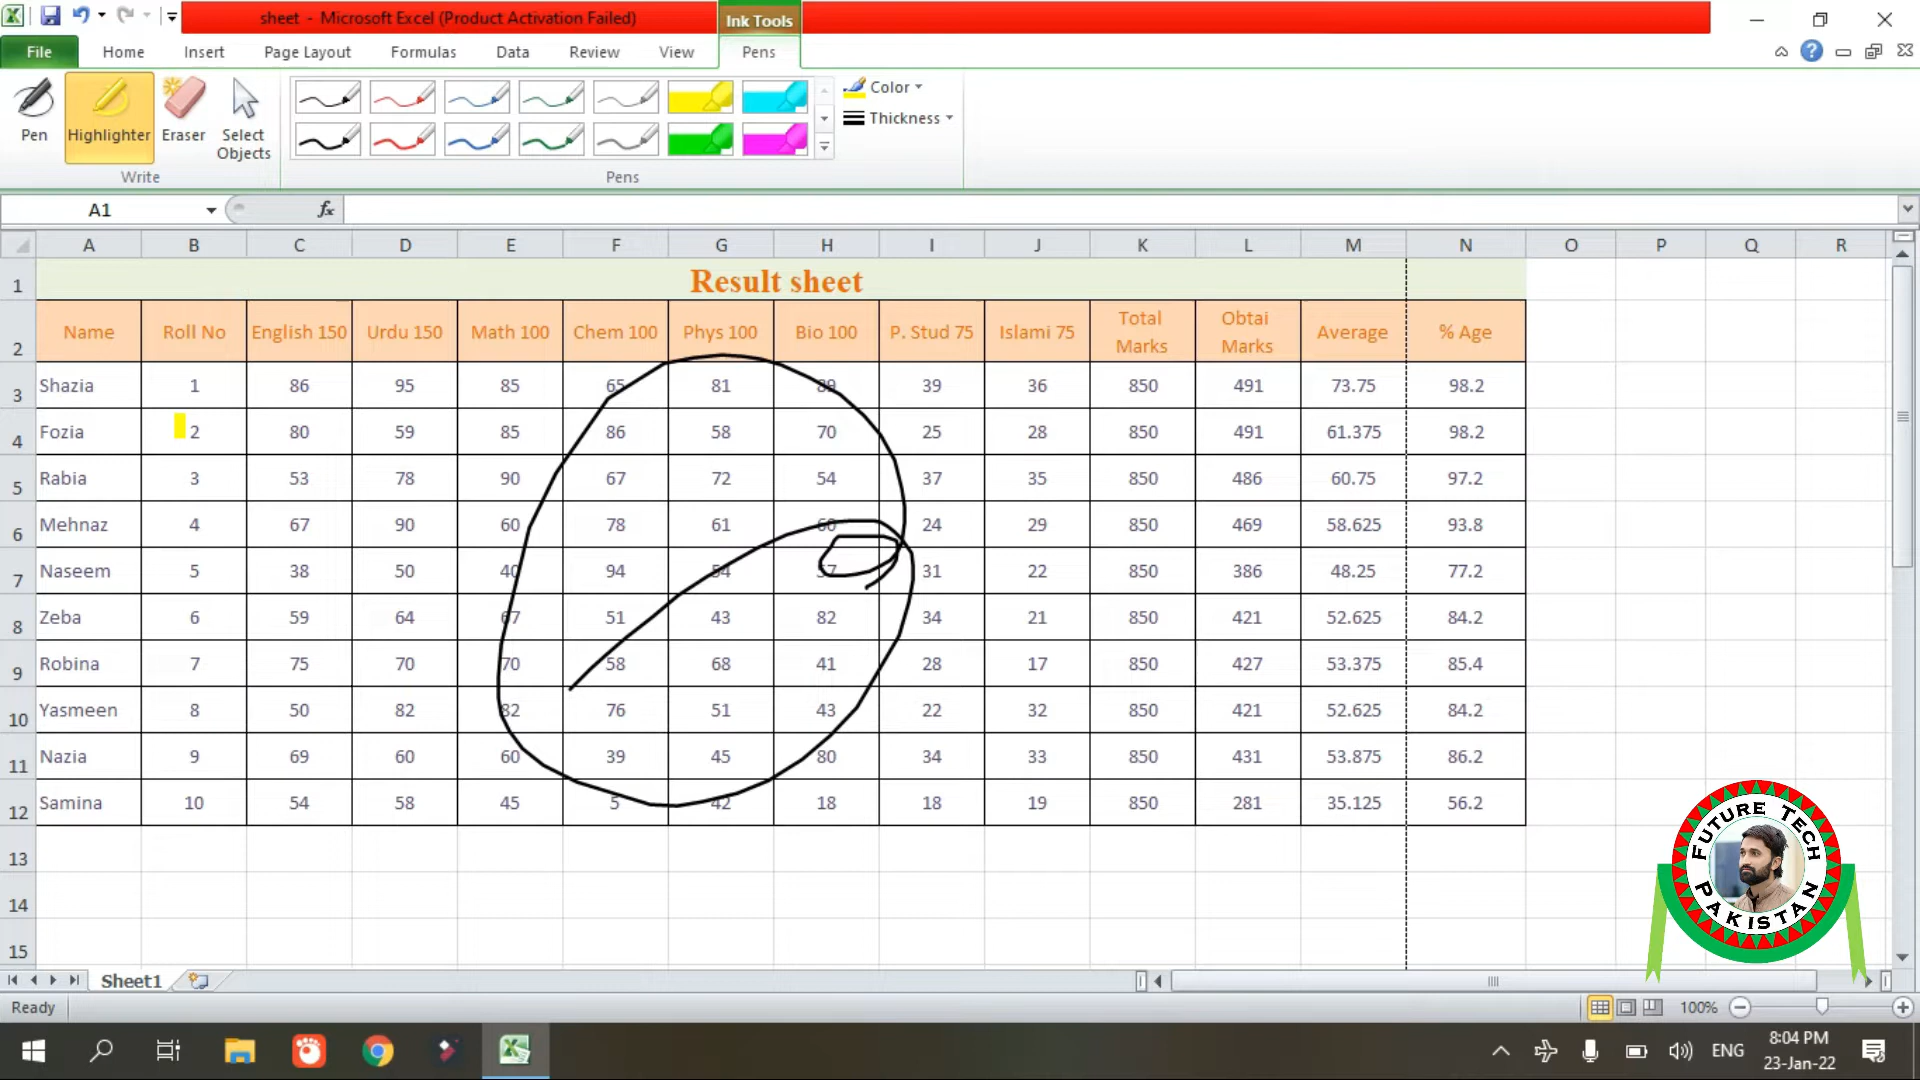 sheet - Microsoft Excel (Product Activation Failed)
Ink Tools
File Home Insert Page Layout Formulas Data Review View Pens
Pen Highlighter Eraser Select Objects
Color
Thickness
Write Pens
A1 fx
A B C D E F G H I J K L M N O P Q R
1 Result sheet
2 Name Roll No English 150 Urdu 150 Math 100 Chem 100 Phys 100 Bio 100 P. Stud 75 Islami 75 Total Marks Obtai Marks Average % Age
3 Shazia 1 86 95 85 65 81 39 36 850 491 73.75 98.2
4 Fozia 2 80 59 85 86 58 70 25 28 850 491 61.375 98.2
5 Rabia 3 53 78 90 67 72 54 37 35 850 486 60.75 97.2
6 Mehnaz 4 67 90 60 78 61 60 24 29 850 469 58.625 93.8
7 Naseem 5 38 50 40 94 54 57 31 22 850 386 48.25 77.2
8 Zeba 6 59 64 67 51 43 82 34 21 850 421 52.625 84.2
9 Robina 7 75 70 70 58 68 41 28 17 850 427 53.375 85.4
10 Yasmeen 8 50 82 82 76 51 43 22 32 850 421 52.625 84.2
11 Nazia 9 69 60 60 39 45 80 34 33 850 431 53.875 86.2
12 Samina 10 54 58 45 5 42 18 18 19 850 281 35.125 56.2
13
14
15
FUTURE TECH
PAKISTAN
Sheet1
Ready 100%
ENG 8:04 PM
23-Jan-22